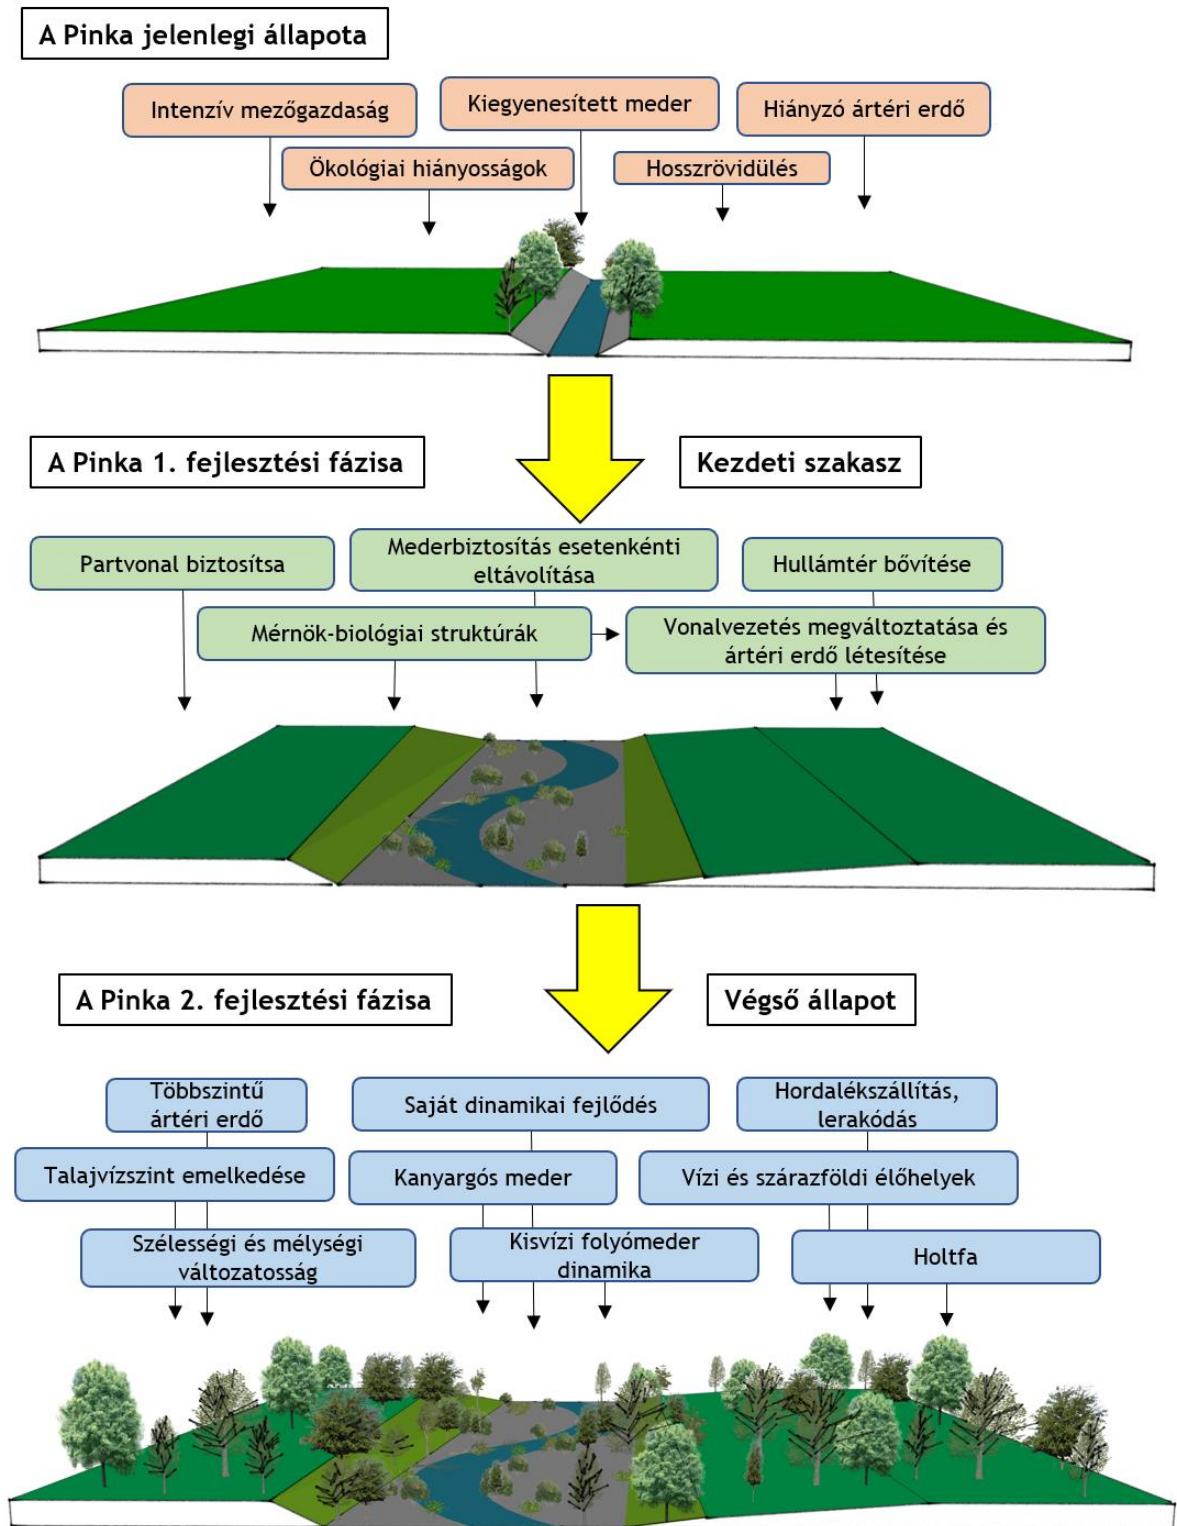 A Pinka jelenlegi állapota
Intenzív mezőgazdaság
Kiegyenesített meder
Hiányzó ártéri erdő
Ökológiai hiányosságok
Hosszrövidülés
A Pinka 1. fejlesztési fázisa
Kezdeti szakasz
Partvonal biztosítsa
Mederbiztosítás esetenkénti
eltávolítása
Hullámtér bővítése
Mérnök-biológiai struktúrák
Vonalvezetés megváltoztatása és
ártéri erdő létesítése
A Pinka 2. fejlesztési fázisa
Végső állapot
Többszintű
ártéri erdő
Saját dinamikai fejlődés
Hordalékszállítás,
lerakódás
Talajvízszint emelkedése
Kanyargós meder
Vízi és szárazföldi élőhelyek
Szélességi és mélységi
változatosság
Kisvízi folyómeder
dinamika
Holtfa